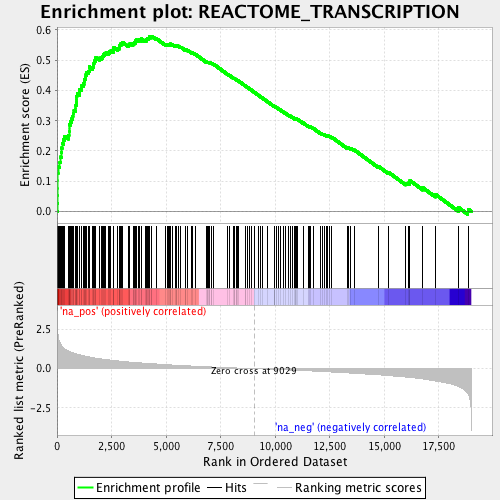 Enrichment plot: REACTOME_TRANSCRIPTION
Enrichment score (ES)
0.6
0.5
0.4
0.3
0.2
0.1
0.0
'na_pos' (positively correlated)
Ranked list metric (PreRanked)
2.5
0.0
-2.5
Zero cross at 9029
'na_neg' (negatively correlated)
0
2,500
5,000
7,500
10,000
12,500
15,000
17,500
Rank in Ordered Dataset
Enrichment profile
Hits
Ranking metric scores